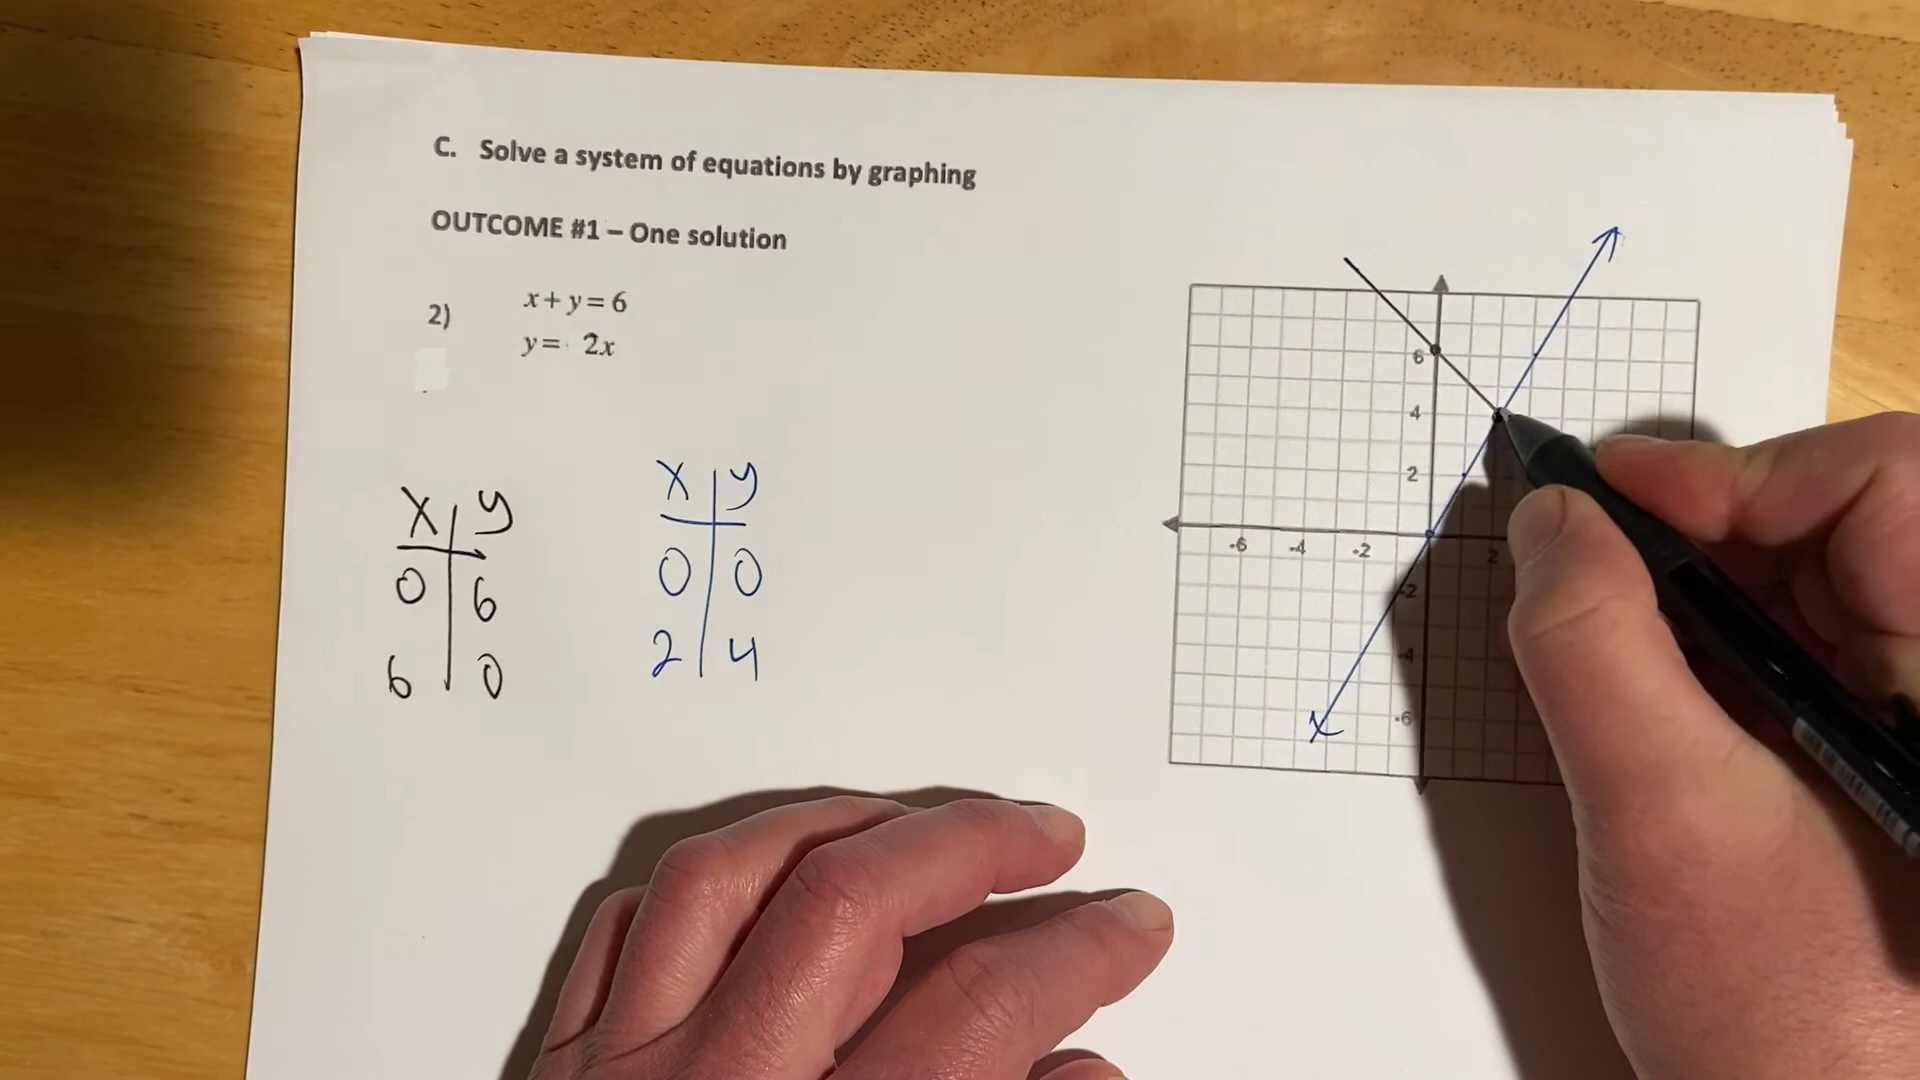 C. Solve a system of equations by graphing
OUTCOME #1 – One solution
2)
x + y = 6
y = 2x
x | y
0 | 6
6 | 0
x | y
0 | 0
2 | 4
6
4
2
-6 -4 -2 2
-2
-4
-6